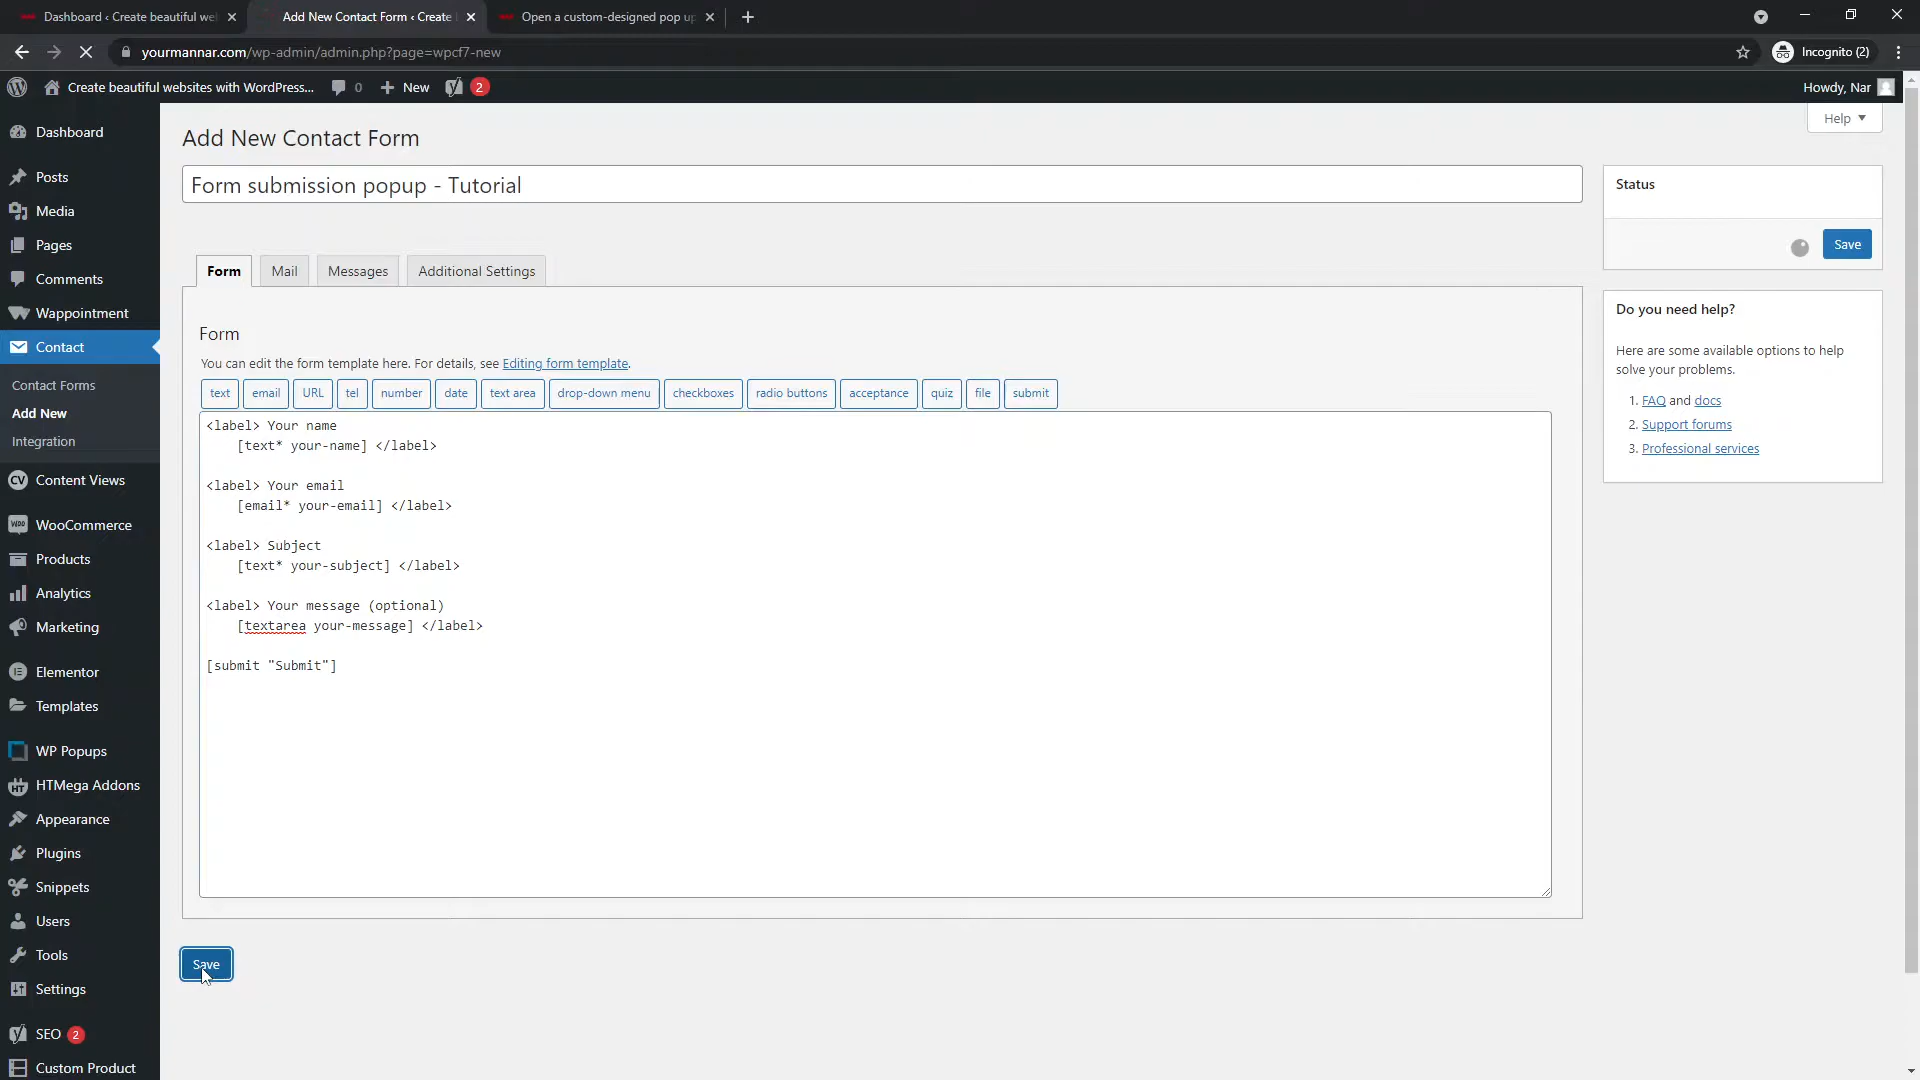 Dashboard ‹ Create beautiful we
Add New Contact Form ‹ Create
Open a custom-designed pop up
yourmannar.com/wp-admin/admin.php?page=wpcf7-new
Incognito (2)
Create beautiful websites with WordPress...
0
New
2
Howdy, Nar
Dashboard
Posts
Media
Pages
Comments
Wappointment
Contact
Contact Forms
Add New
Integration
Content Views
WooCommerce
Products
Analytics
Marketing
Elementor
Templates
WP Popups
HTMega Addons
Appearance
Plugins
Snippets
Users
Tools
Settings
SEO 2
Custom Product
Help
Add New Contact Form
Form submission popup - Tutorial
Form
Mail
Messages
Additional Settings
Form
You can edit the form template here. For details, see Editing form template.
text
email
URL
tel
number
date
text area
drop-down menu
checkboxes
radio buttons
acceptance
quiz
file
submit
<label> Your name
[text* your-name] </label>
<label> Your email
[email* your-email] </label>
<label> Subject
[text* your-subject] </label>
<label> Your message (optional)
[textarea your-message] </label>
[submit "Submit"]
Save
Status
Save
Do you need help?
Here are some available options to help
solve your problems.
1. FAQ and docs
2. Support forums
3. Professional services